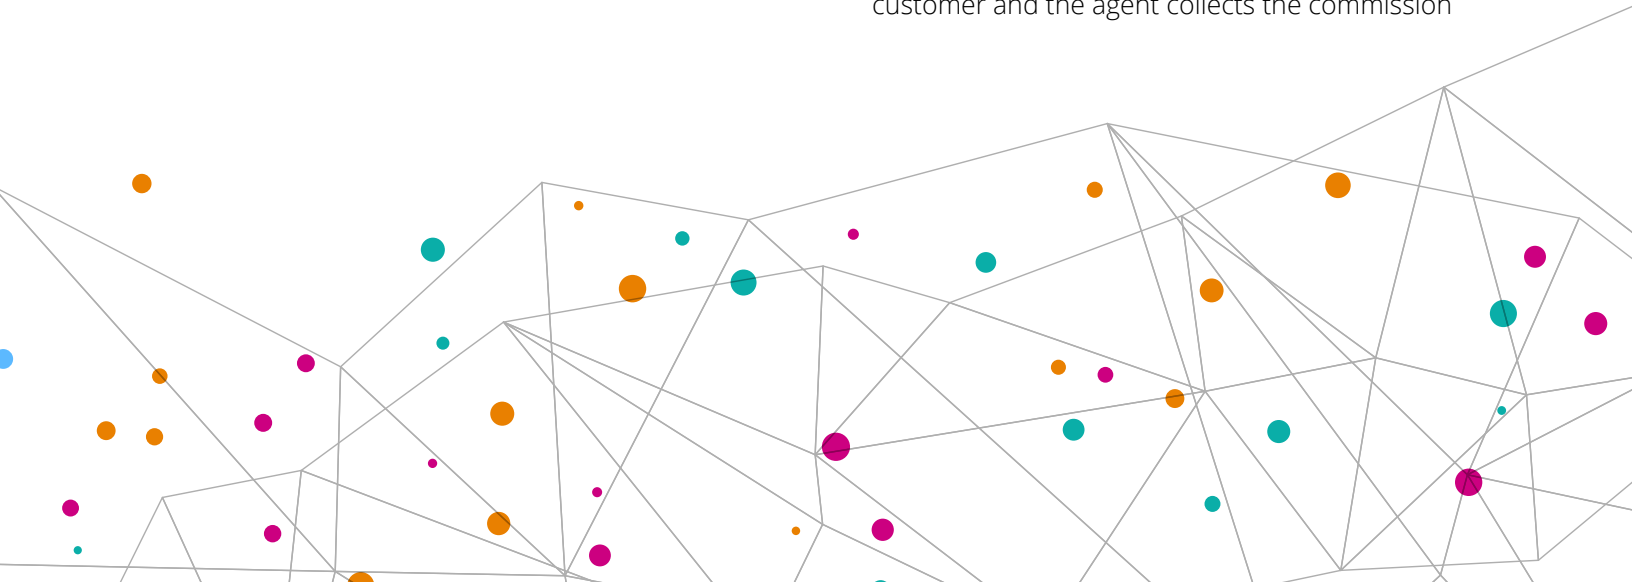 customer and the agent collects the commission